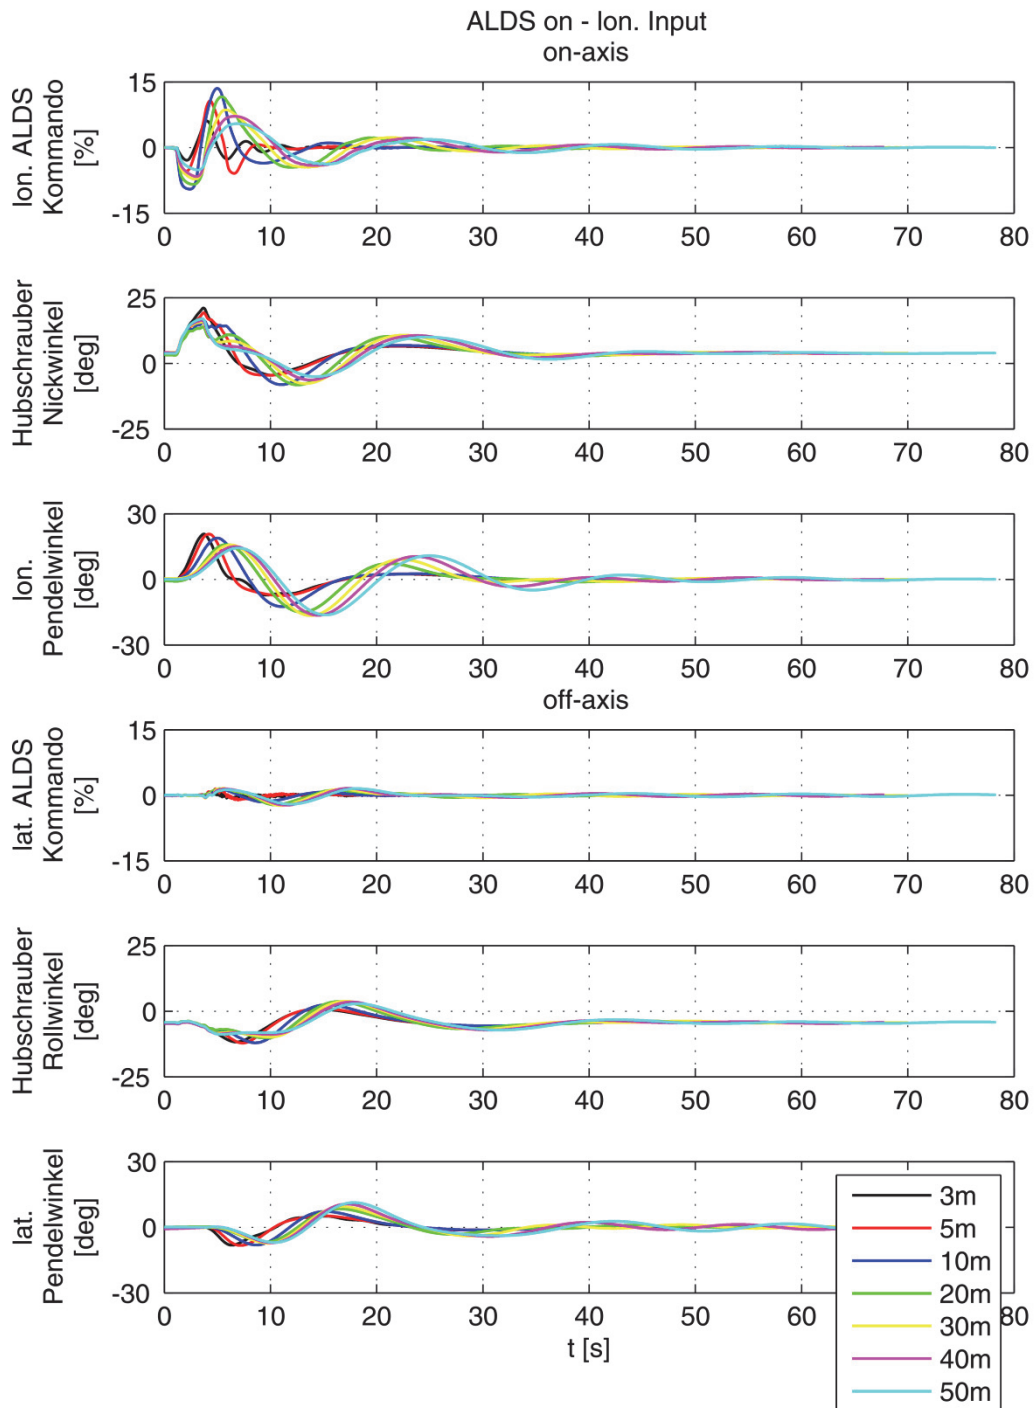 ALDS on - lon. Input
on-axis
lon. ALDS
Kommando
[%]
15
0
-15
0 10 20 30 40 50 60 70 80
Hubschrauber
Nickwinkel
[deg]
25
0
-25
0 10 20 30 40 50 60 70 80
lon.
Pendelwinkel
[deg]
30
0
-30
0 10 20 30 40 50 60 70 80
off-axis
lat. ALDS
Kommando
[%]
15
0
-15
0 10 20 30 40 50 60 70 80
Hubschrauber
Rollwinkel
[deg]
25
0
-25
0 10 20 30 40 50 60 70 80
lat.
Pendelwinkel
[deg]
30
0
-30
0 10 20 30 40 50 60 80
t [s]
3m
5m
10m
20m
30m
40m
50m